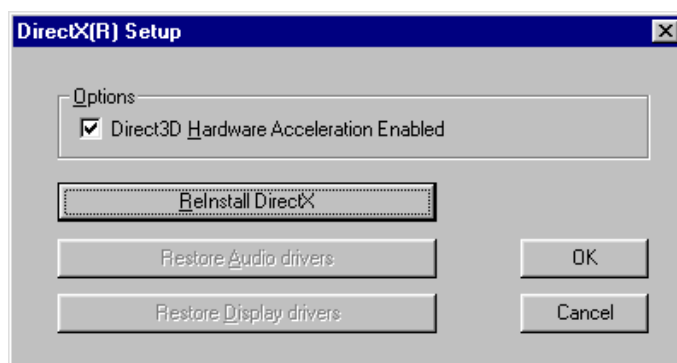 DirectX(R) Setup
Options
Direct3D Hardware Acceleration Enabled
ReInstall DirectX
Restore Audio drivers
OK
Restore Display drivers
Cancel